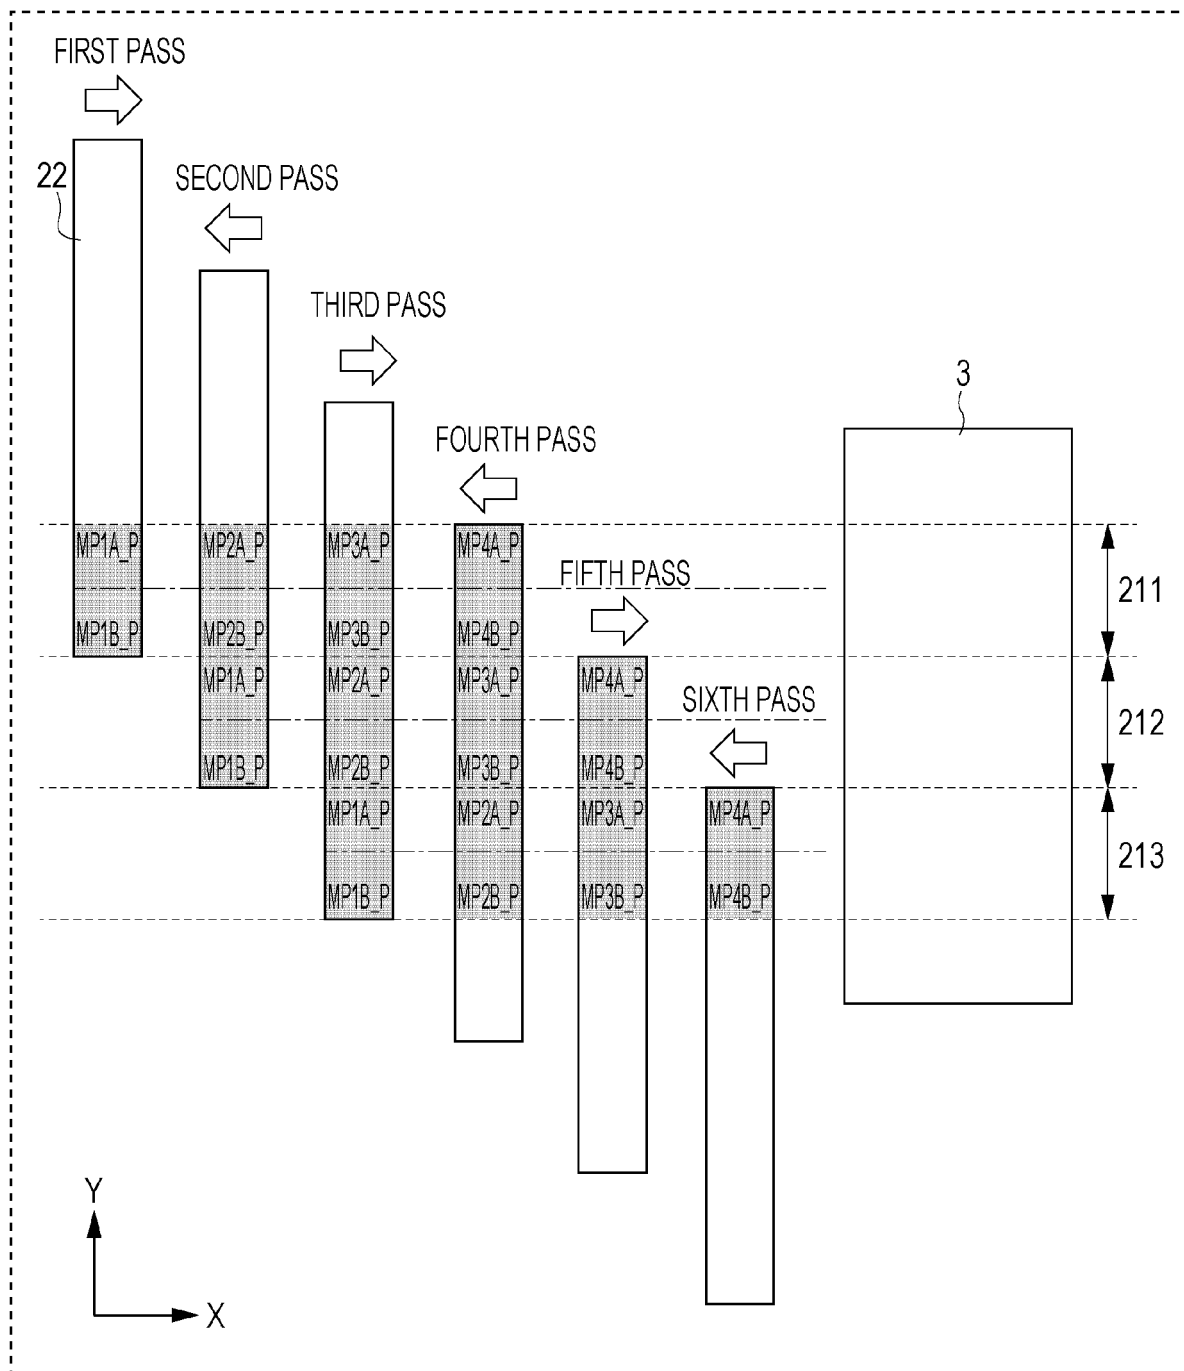 FIRST PASS
22
SECOND PASS
THIRD PASS
3
FOURTH PASS
MP1A_P MP2A_P MP3A_P MP4A_P
FIFTH PASS
211
MP1B_P MP2B_P MP3B_P MP4B_P
MP1A_P MP2A_P MP3A_P MP4A_P
SIXTH PASS
212
MP1B_P MP2B_P MP3B_P MP4B_P
MP1A_P MP2A_P MP3A_P MP4A_P
213
MP1B_P MP2B_P MP3B_P MP4B_P
Y
X